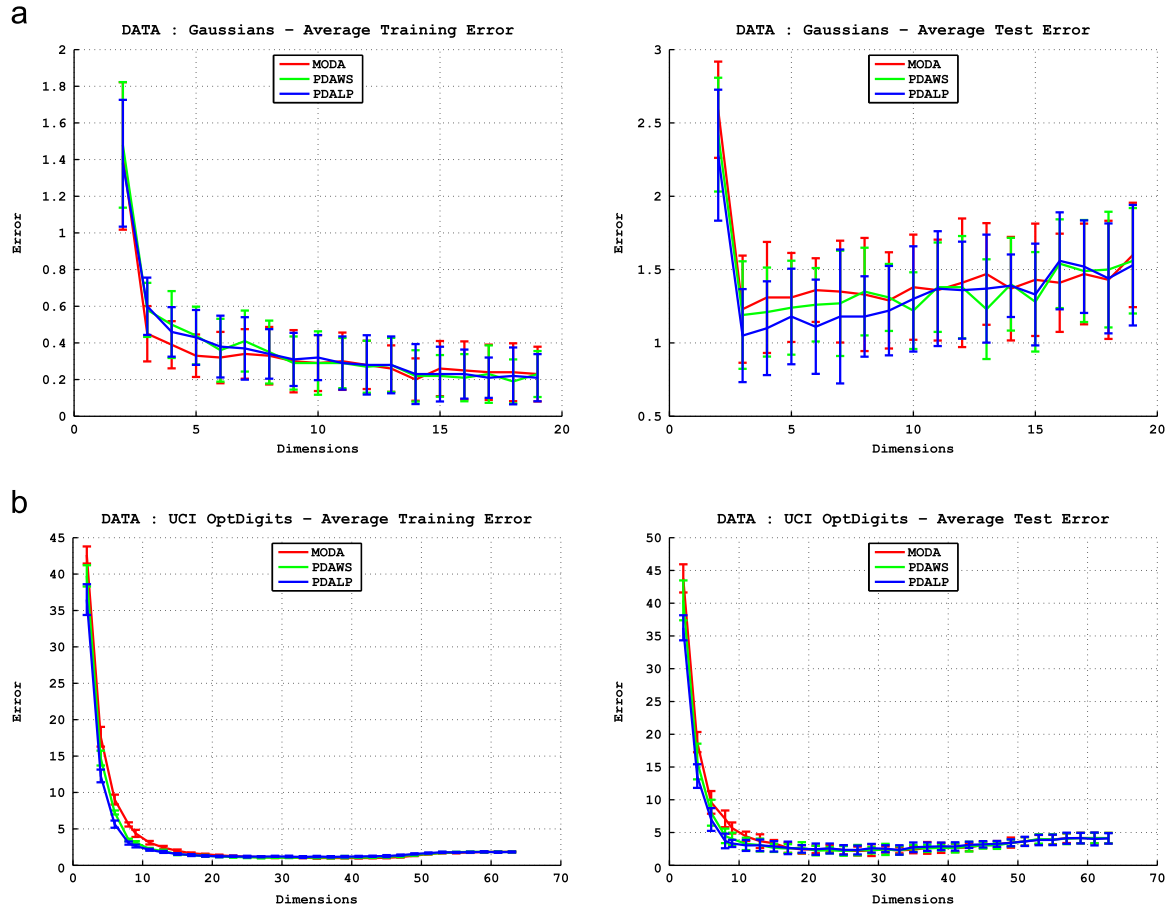 a
DATA : Gaussians – Average Training Error
2
1.8
1.6
1.4
1.2
1
0.8
0.6
0.4
0.2
0
0 5 10 15 20
Error
Dimensions
MODA
PDAWS
PDALP
DATA : Gaussians – Average Test Error
3
2.5
2
1.5
1
0.5
0 5 10 15 20
Error
Dimensions
MODA
PDAWS
PDALP
b
DATA : UCI OptDigits – Average Training Error
45
40
35
30
25
20
15
10
5
0
0 10 20 30 40 50 60 70
Error
Dimensions
MODA
PDAWS
PDALP
DATA : UCI OptDigits – Average Test Error
50
45
40
35
30
25
20
15
10
5
0
0 10 20 30 40 50 60 70
Error
Dimensions
MODA
PDAWS
PDALP